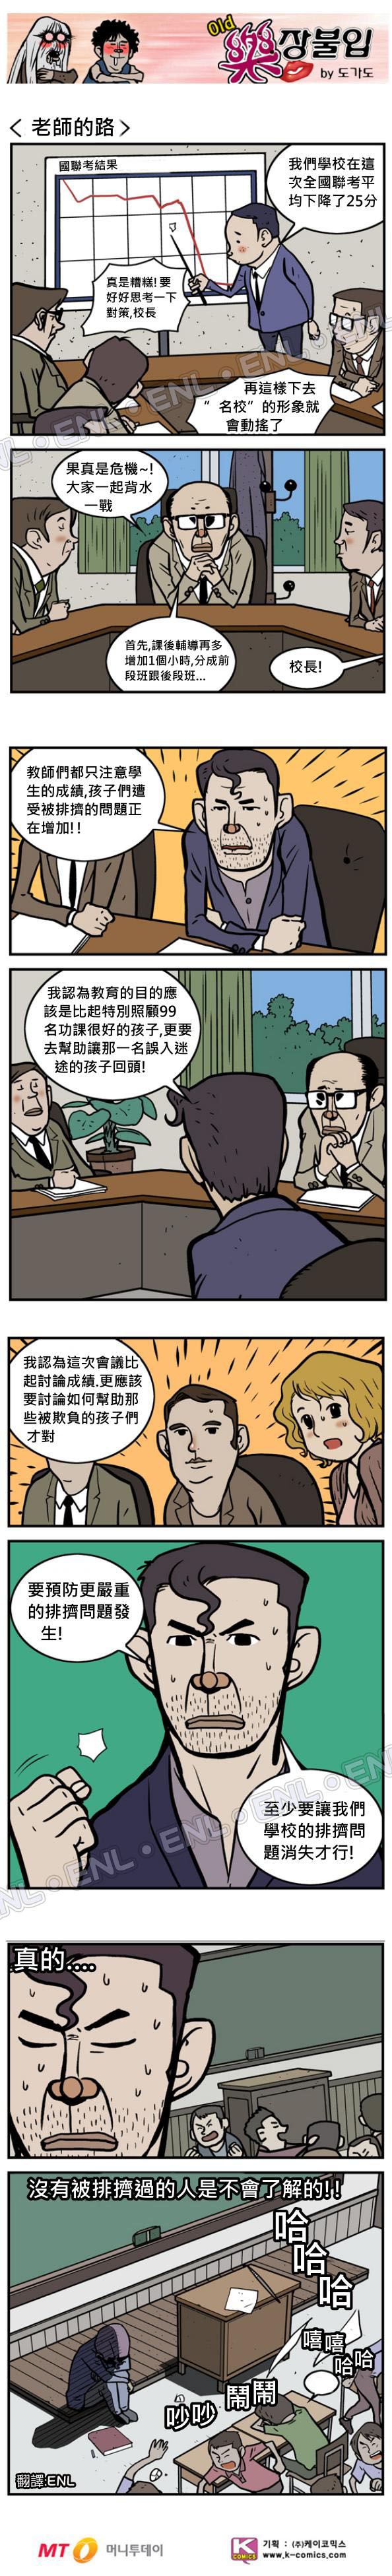 Old
樂장불입
by 도가도
< 老師的路 >
國聯考結果
我們學校在這
次全國聯考平
均下降了25分
真是糟糕!要
好好思考一下
對策,校長
再這樣下去
”名校”的形象就
會動搖了
ENL
果真是危機~!
大家一起背水
一戰
首先,課後輔導再多
增加1個小時,分成前
段班跟後段班...
校長!
教師們都只注意學
生的成績,孩子們遭
受被排擠的問題正
在增加!!
我認為教育的目的應
該是比起特別照顧99
名功課很好的孩子,更要
去幫助讓那一名誤入迷
途的孩子回頭!
我認為這次會議比
起討論成績.更應該
要討論如何幫助那
些被欺負的孩子們
才對
要預防更嚴重
的排擠問題發
生!
至少要讓我們
學校的排擠問
題消失才行!
ENL
真的....
沒有被排擠過的人是不會了解的!!
哈
哈
哈
嘻嘻
哈哈
鬧鬧
吵吵
翻譯:ENL
MT 머니투데이
K COMICS
기획 : (주)케이코믹스
www.k-comics.com